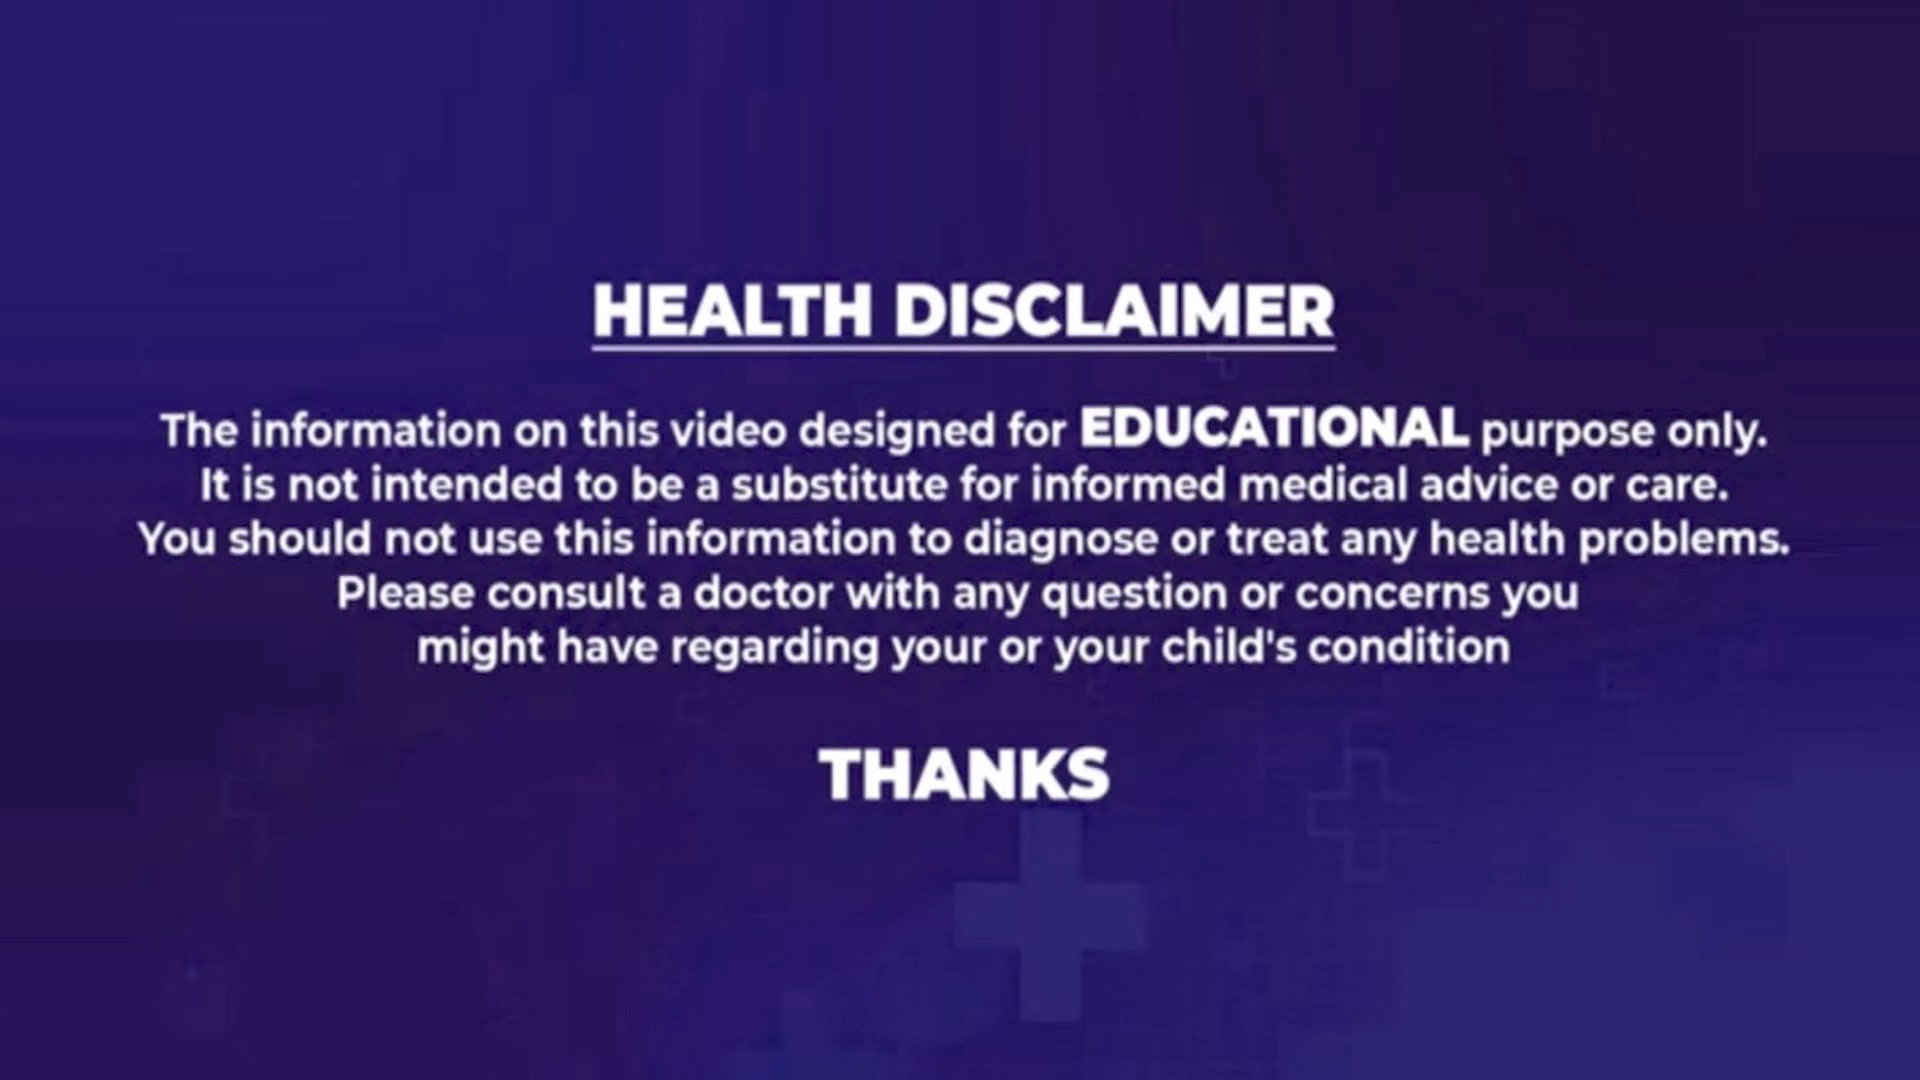 HEALTH DISCLAIMER
The information on this video designed for EDUCATIONAL purpose only.
It is not intended to be a substitute for informed medical advice or care.
You should not use this information to diagnose or treat any health problems.
Please consult a doctor with any question or concerns you
might have regarding your or your child's condition
THANKS